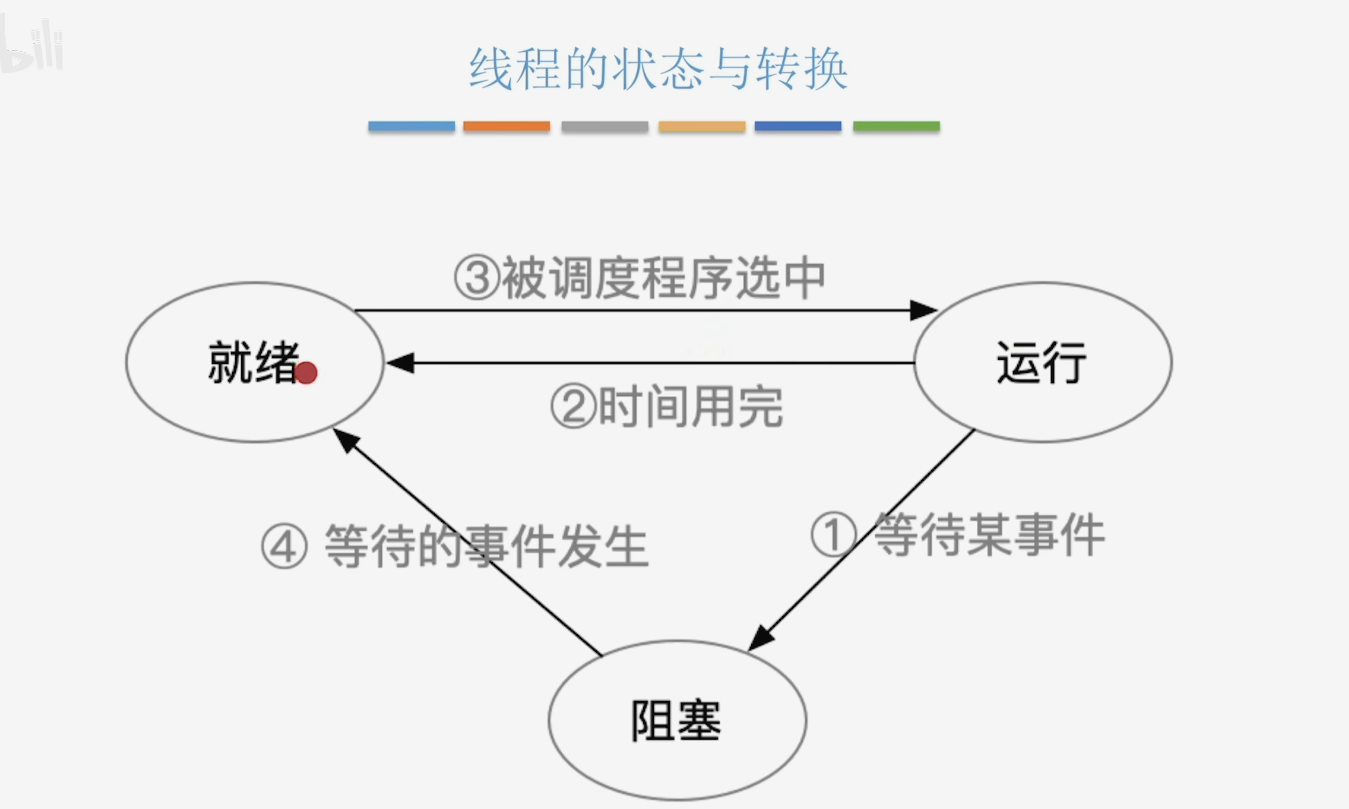 bili
线程的状态与转换
③被调度程序选中
就绪
运行
②时间用完
④ 等待的事件发生
① 等待某事件
阻塞